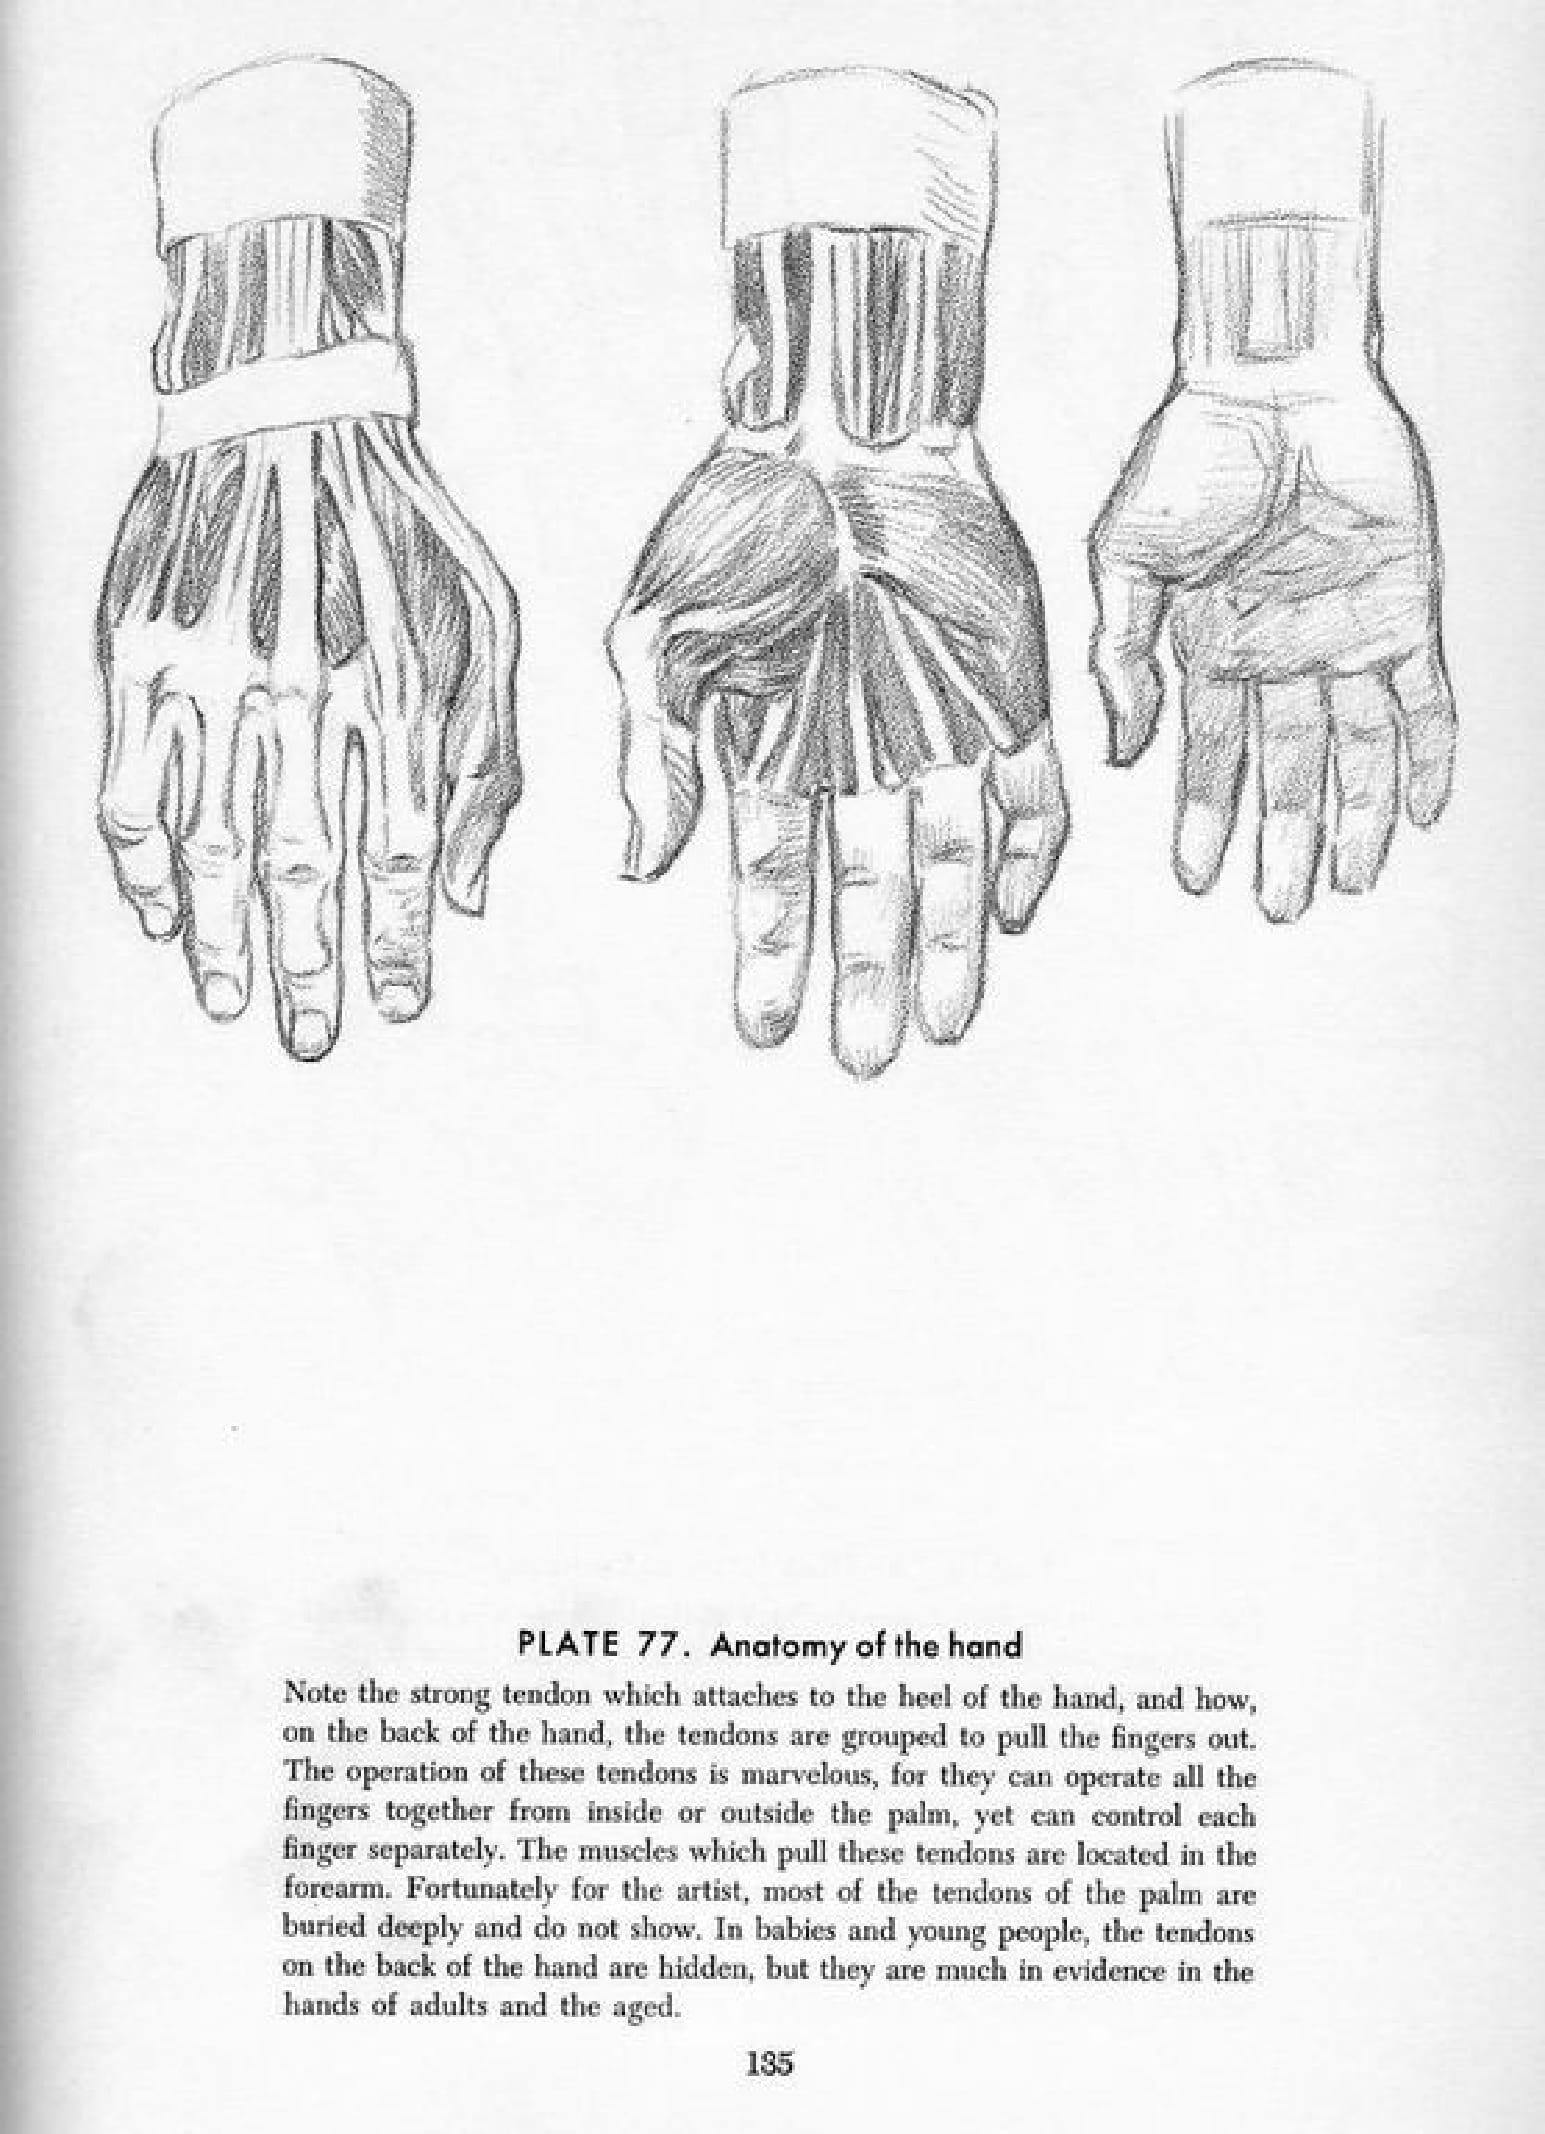 PLATE 77. Anatomy of the hand
Note the strong tendon which attaches to the heel of the hand, and how,
on the back of the hand, the tendons are grouped to pull the fingers out.
The operation of these tendons is marvelous, for they can operate all the
fingers together from inside or outside the palm, yet can control each
finger separately. The muscles which pull these tendons are located in the
forearm. Fortunately for the artist, most of the tendons of the palm are
buried deeply and do not show. In babies and young people, the tendons
on the back of the hand are hidden, but they are much in evidence in the
hands of adults and the aged.
135